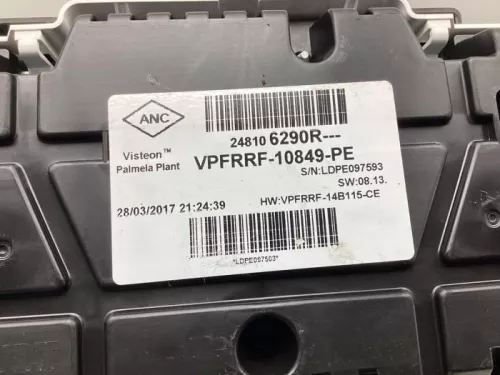 ANC
24810 6290R---
Visteon™
Palmela Plant
VPFRRF-10849-PE
S/N:LDPE097593
SW:08.13.
28/03/2017 21:24:39
HW:VPFRRF-14B115-CE
*LDPE097593*